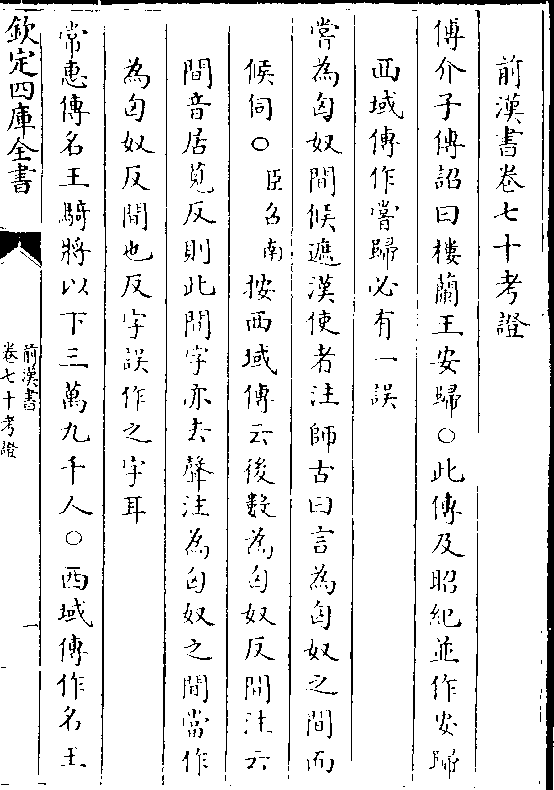 前漢書卷七十考證
傅介子傳詔曰樓蘭王安歸○此傳及昭紀並作安歸
西域傳作嘗歸必有一誤
嘗為匈奴間候遮漢使者注師古曰言為匈奴之間而
候伺○臣召南按西域傳云後數為匈奴反間注云
間音居莧反則此間字亦去聲注為匈奴之間當作
為匈奴反間也反字誤作之字耳
常惠傳名王騎將以下三萬九千人○西域傳作名王
欽定四庫全書
前漢書
卷七十考證
一